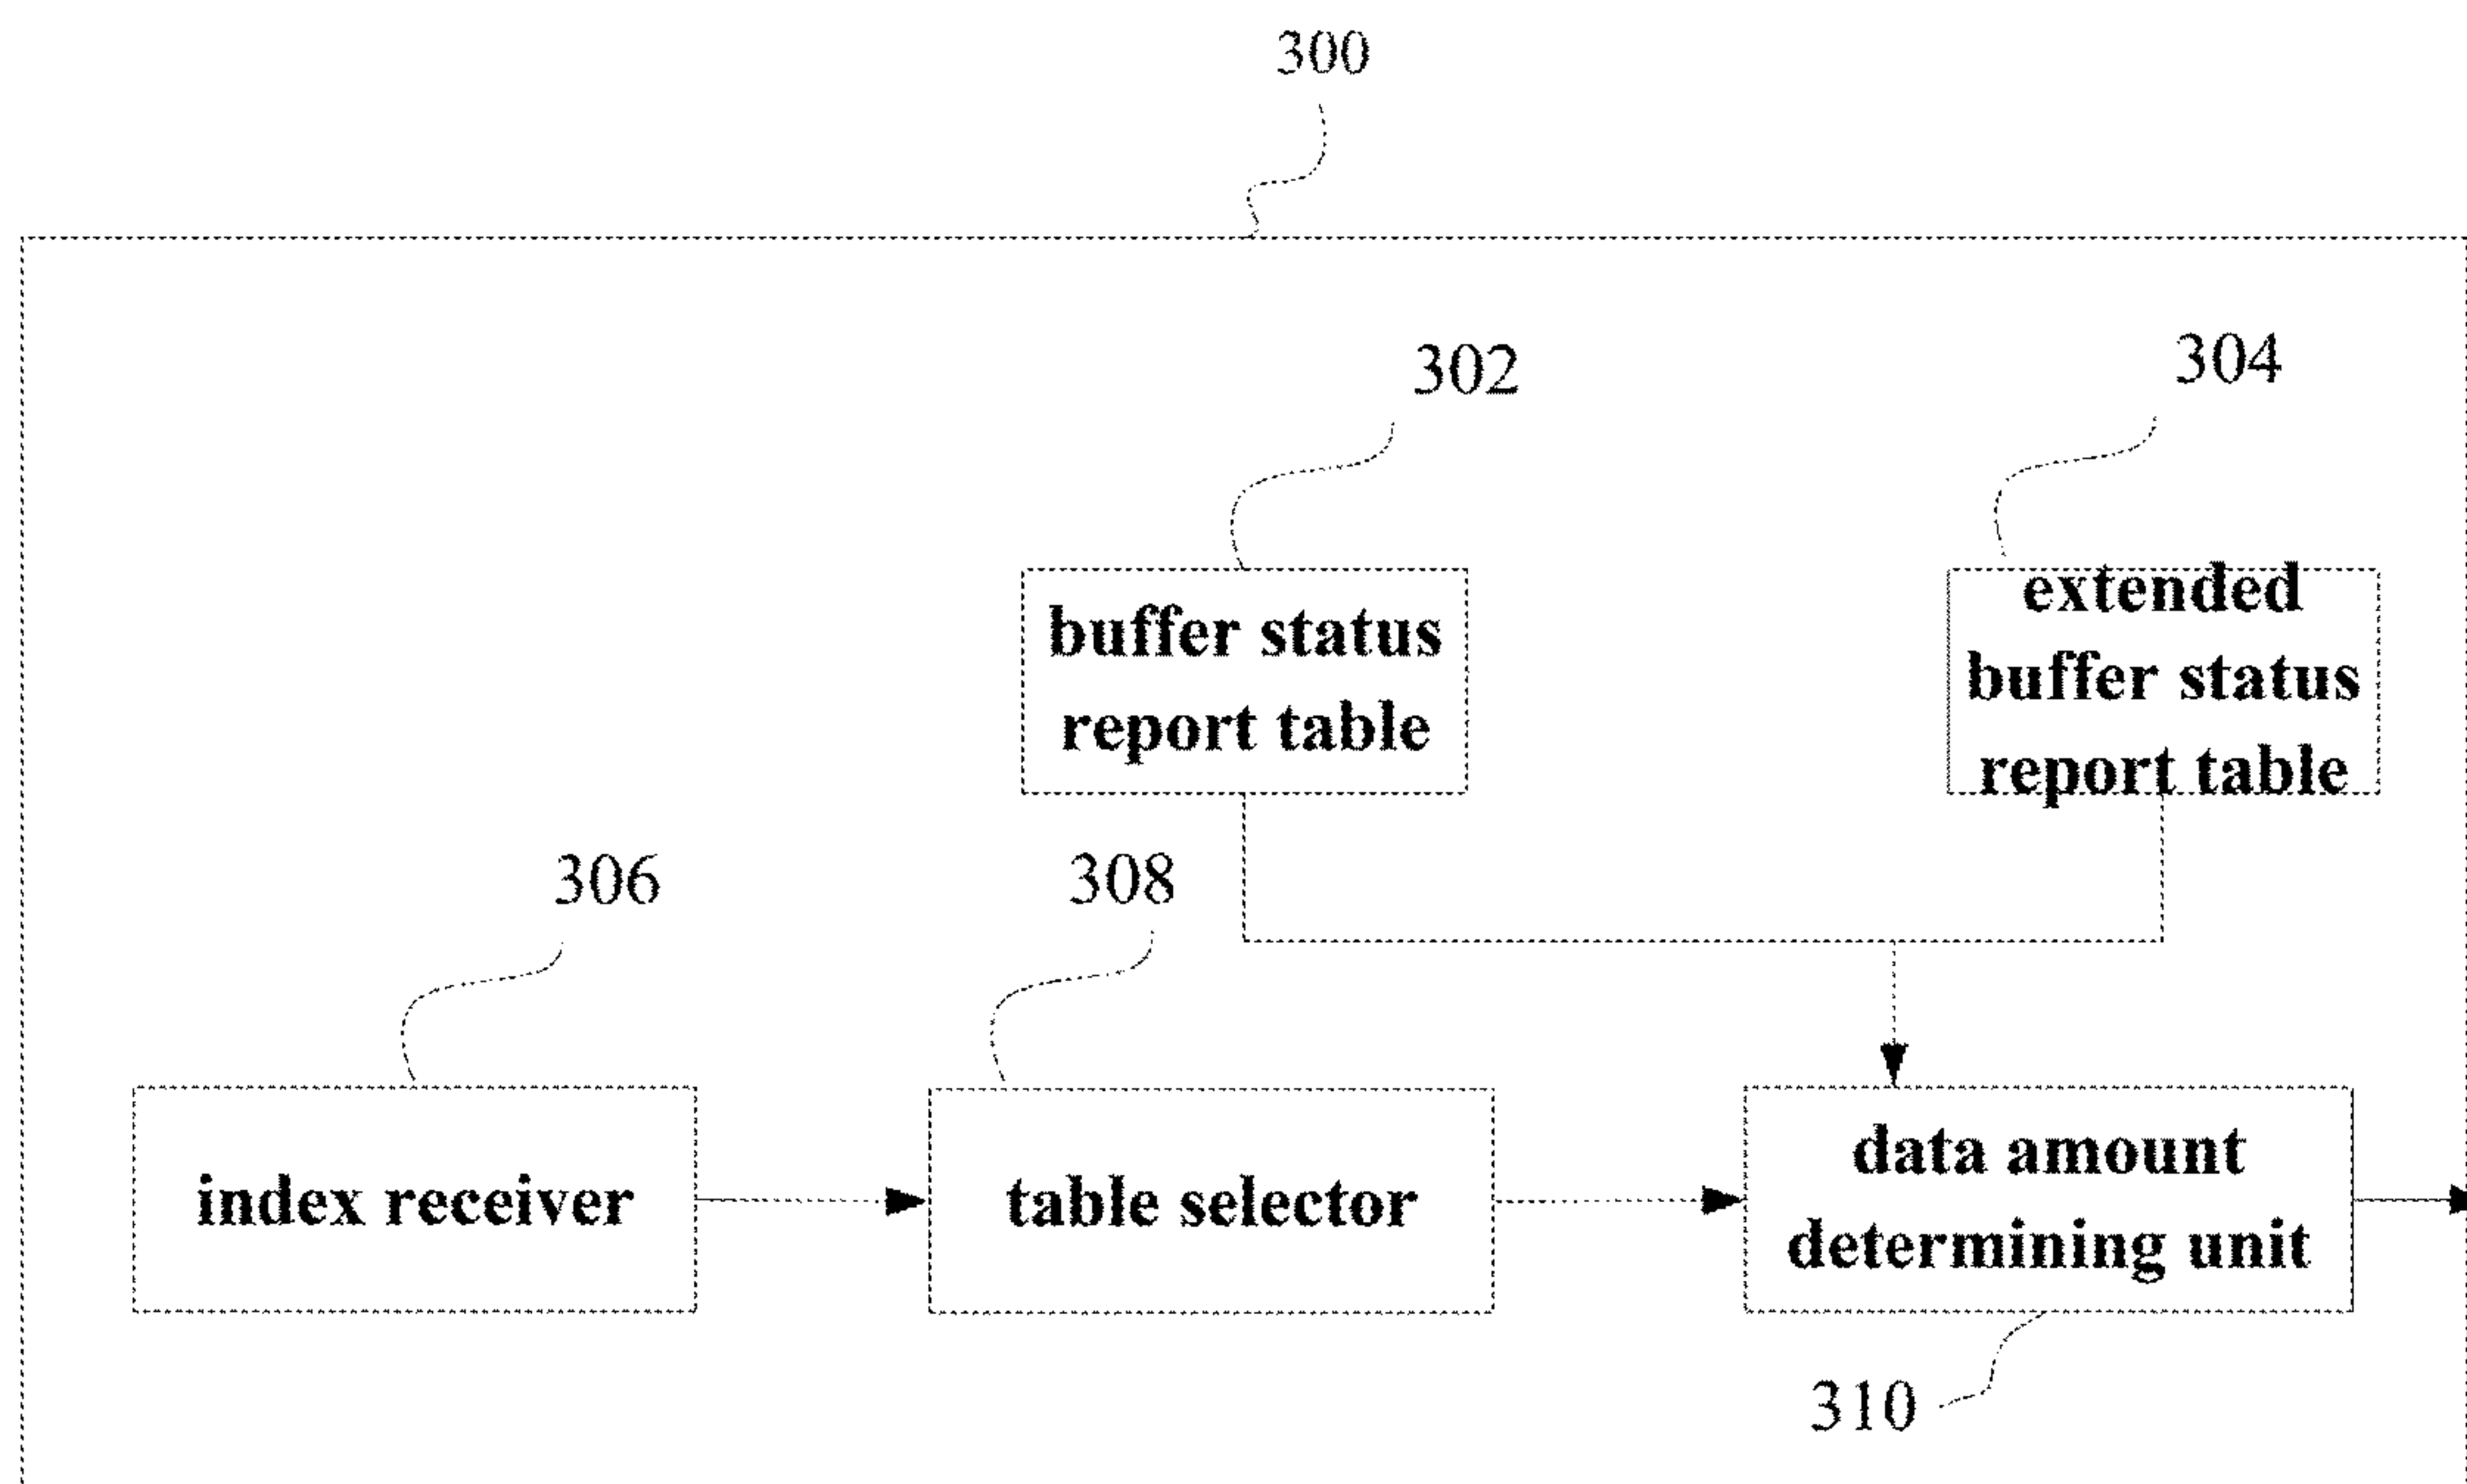 300
302
304
buffer status
report table
extended
buffer status
report table
306
308
index receiver
table selector
data amount
determining unit
310